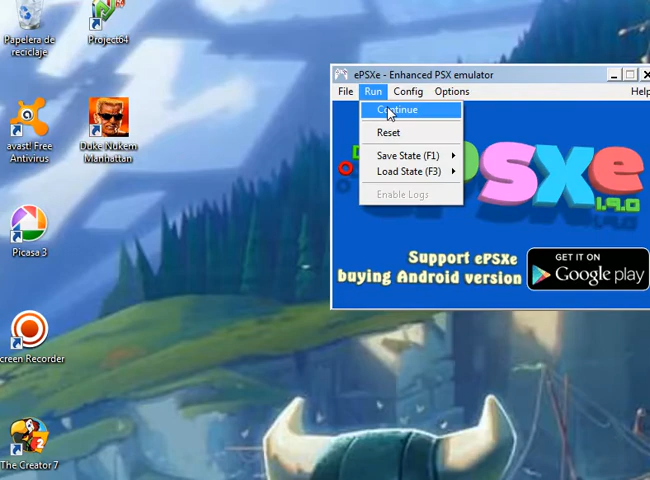 Papelera de
reciclaje
Project64
avast! Free
Antivirus
Duke Nukem
Manhattan
Picasa 3
creen Recorder
The Creator 7
ePSXe - Enhanced PSX emulator
File Run Config Options Help
Continue
Reset
Save State (F1)
Load State (F3)
Enable Logs
PSXe
1.9.0
Support ePSXe
buying Android version
GET IT ON
Google play